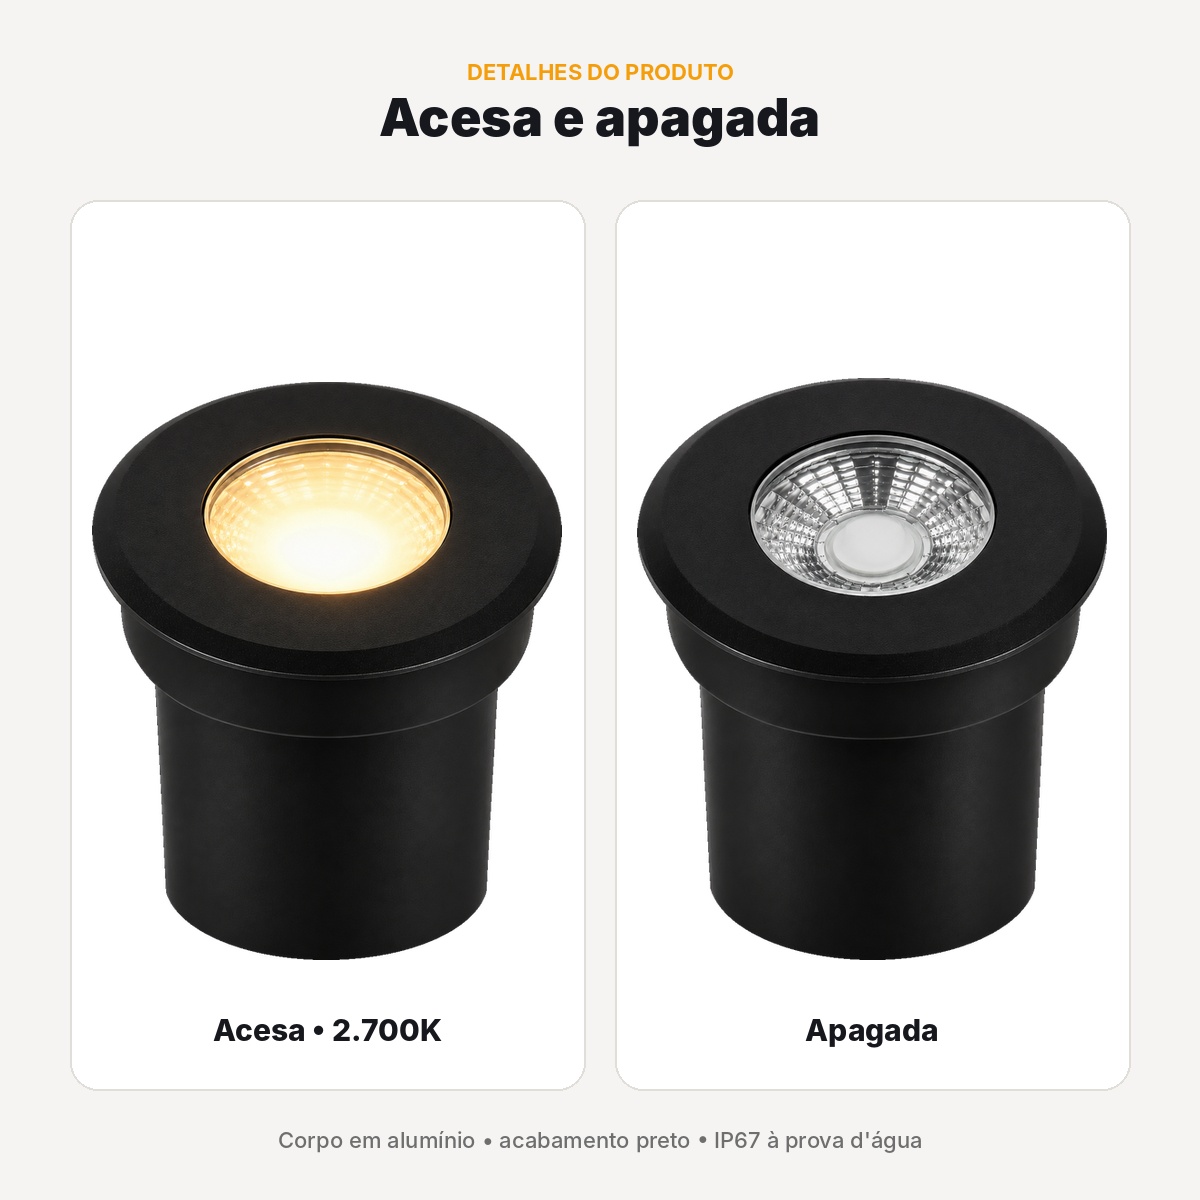 DETALHES DO PRODUTO
Acesa e apagada
Acesa • 2.700K
Apagada
Corpo em alumínio • acabamento preto • IP67 à prova d'água